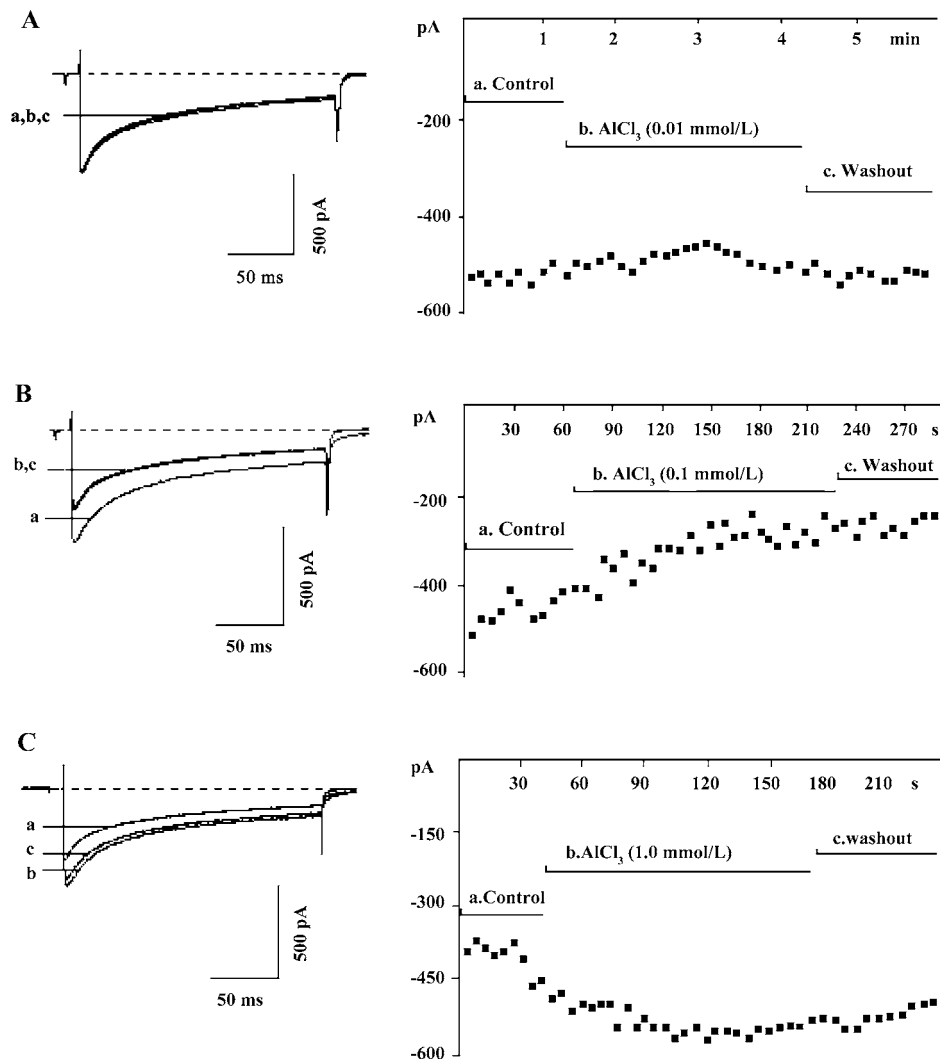 A
a,b,c
500 pA
50 ms
pA
1 2 3 4 5 min
a. Control
b. AlCl3 (0.01 mmol/L)
c. Washout
-200
-400
-600
B
b,c
a
500 pA
50 ms
pA
30 60 90 120 150 180 210 240 270 s
c. Washout
b. AlCl3 (0.1 mmol/L)
a. Control
-200
-400
-600
C
a
c
b
500 pA
50 ms
pA
30 60 90 120 150 180 210 s
c.washout
b.AlCl3 (1.0 mmol/L)
a.Control
-150
-300
-450
-600